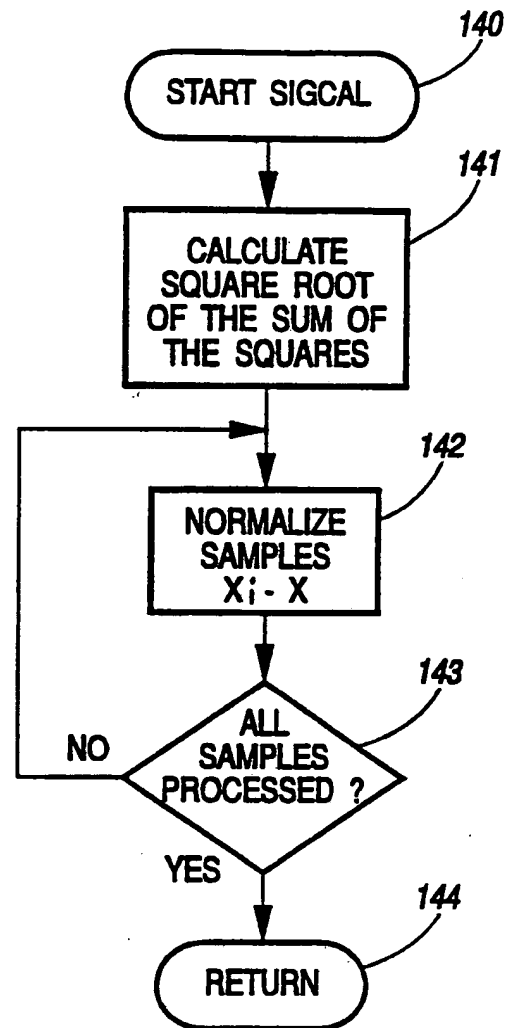 140
START SIGCAL
141
CALCULATE
SQUARE ROOT
OF THE SUM OF
THE SQUARES
142
NORMALIZE
SAMPLES
Xi - X
143
ALL
SAMPLES
PROCESSED ?
NO
YES
144
RETURN